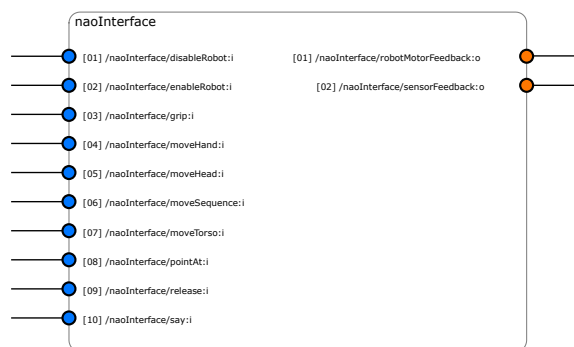 naoInterface
[01] /naoInterface/disableRobot:i
[01] /naoInterface/robotMotorFeedback:o
[02] /naoInterface/enableRobot:i
[02] /naoInterface/sensorFeedback:o
[03] /naoInterface/grip:i
[04] /naoInterface/moveHand:i
[05] /naoInterface/moveHead:i
[06] /naoInterface/moveSequence:i
[07] /naoInterface/moveTorso:i
[08] /naoInterface/pointAt:i
[09] /naoInterface/release:i
[10] /naoInterface/say:i